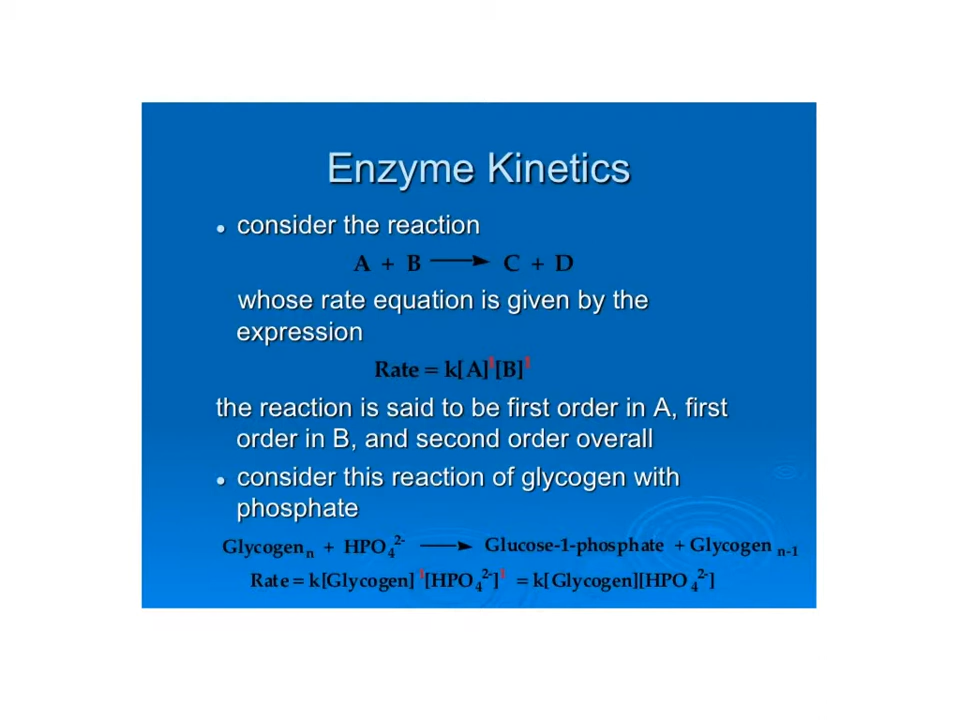 Enzyme Kinetics
• consider the reaction
A + B ⟶ C + D
whose rate equation is given by the
expression
Rate = k[A]¹[B]¹
the reaction is said to be first order in A, first
order in B, and second order overall
• consider this reaction of glycogen with
phosphate
Glycogenₙ + HPO₄²⁻ ⟶ Glucose-1-phosphate + Glycogen ₙ₋₁
Rate = k[Glycogen]¹[HPO₄²⁻]¹ = k[Glycogen][HPO₄²⁻]